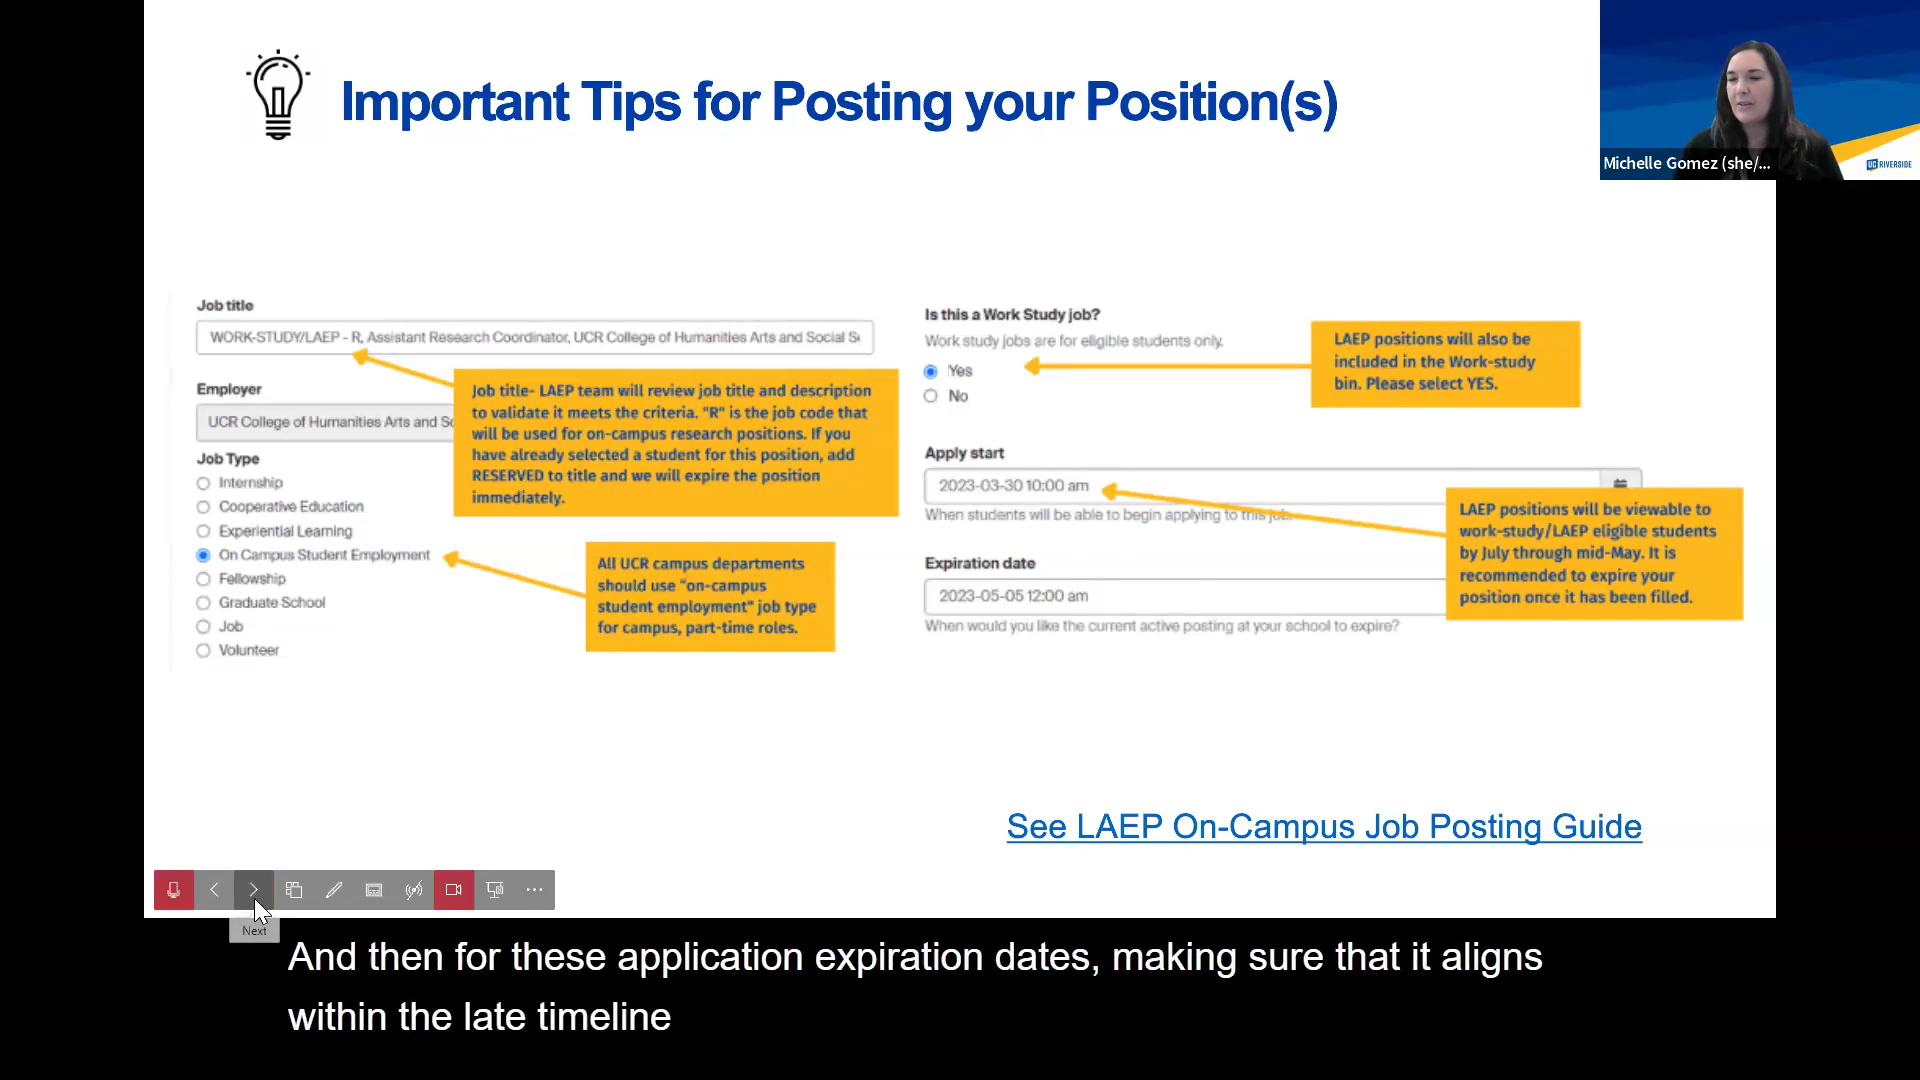 Important Tips for Posting your Position(s)
Michelle Gomez (she/...
UC RIVERSIDE
Job title
WORK-STUDY/LAEP - R, Assistant Research Coordinator, UCR College of Humanities Arts and Social S
Employer
UCR College of Humanities Arts and So
Job title- LAEP team will review job title and description
to validate it meets the criteria. "R" is the job code that
will be used for on-campus research positions. If you
have already selected a student for this position, add
RESERVED to title and we will expire the position
immediately.
Job Type
Internship
Cooperative Education
Experiential Learning
On Campus Student Employment
Fellowship
Graduate School
Job
Volunteer
All UCR campus departments
should use "on-campus
student employment" job type
for campus, part-time roles.
Is this a Work Study job?
Work study jobs are for eligible students only.
Yes
No
LAEP positions will also be
included in the Work-study
bin. Please select YES.
Apply start
2023-03-30 10:00 am
When students will be able to begin applying to this job.
LAEP positions will be viewable to
work-study/LAEP eligible students
by July through mid-May. It is
recommended to expire your
position once it has been filled.
Expiration date
2023-05-05 12:00 am
When would you like the current active posting at your school to expire?
See LAEP On-Campus Job Posting Guide
Next
And then for these application expiration dates, making sure that it aligns
within the late timeline